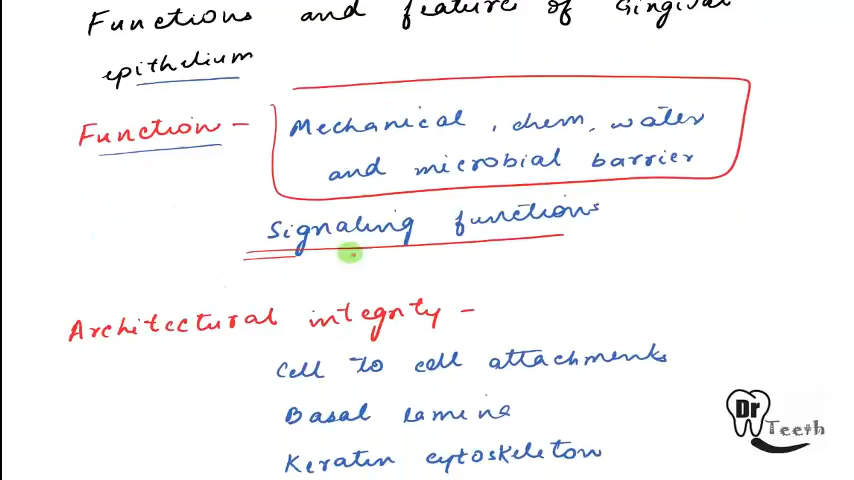 Functions and feature of Gingival
epithelium
Function - Mechanical, chem, water
and microbial barrier
Signaling functions
Architectural integrity -
Cell to cell attachments
Basal lamina
Keratin cytoskeleton
Dr
Teeth